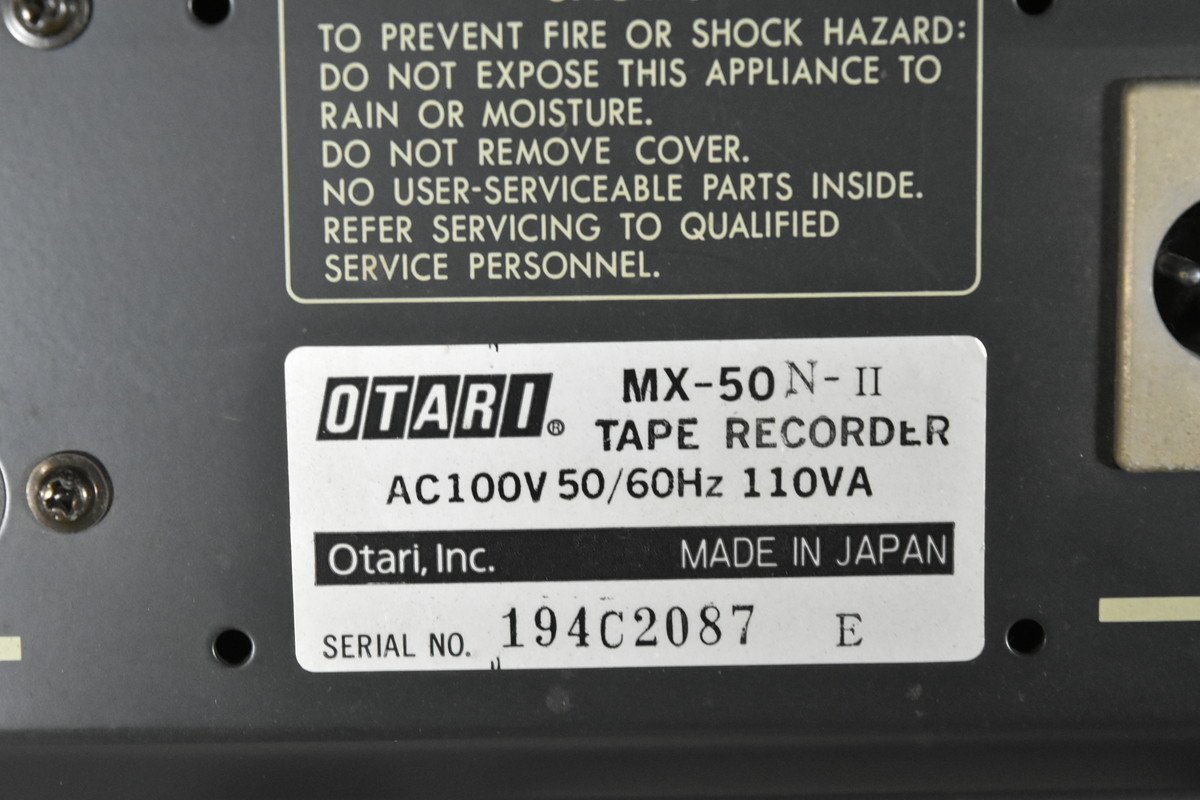 TO PREVENT FIRE OR SHOCK HAZARD:
DO NOT EXPOSE THIS APPLIANCE TO
RAIN OR MOISTURE.
DO NOT REMOVE COVER.
NO USER-SERVICEABLE PARTS INSIDE.
REFER SERVICING TO QUALIFIED
SERVICE PERSONNEL.
OTARI® MX-50 N-II
TAPE RECORDER
AC100V 50/60Hz 110VA
Otari, Inc. MADE IN JAPAN
SERIAL NO. 194C2087 E